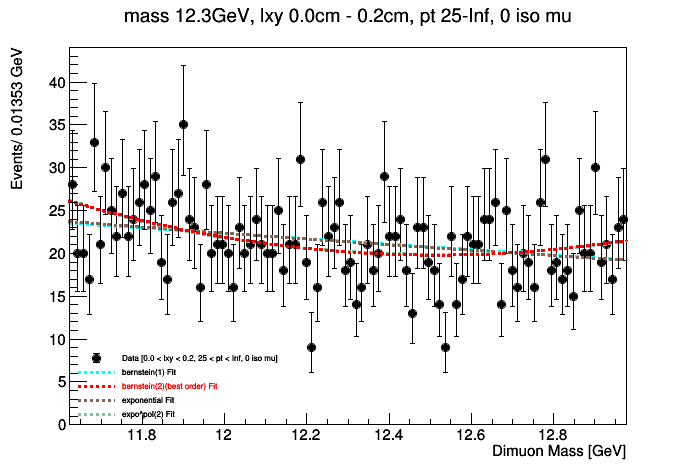 mass 12.3GeV, lxy 0.0cm - 0.2cm, pt 25-Inf, 0 iso mu
Events/ 0.01353 GeV
40
35
30
25
20
15
10
5
0
Data [0.0 < lxy < 0.2, 25 < pt < Inf, 0 iso mu]
bernstein(1) Fit
bernstein(2)(best order) Fit
exponential Fit
expo*pol(2) Fit
11.8 12 12.2 12.4 12.6 12.8
Dimuon Mass [GeV]